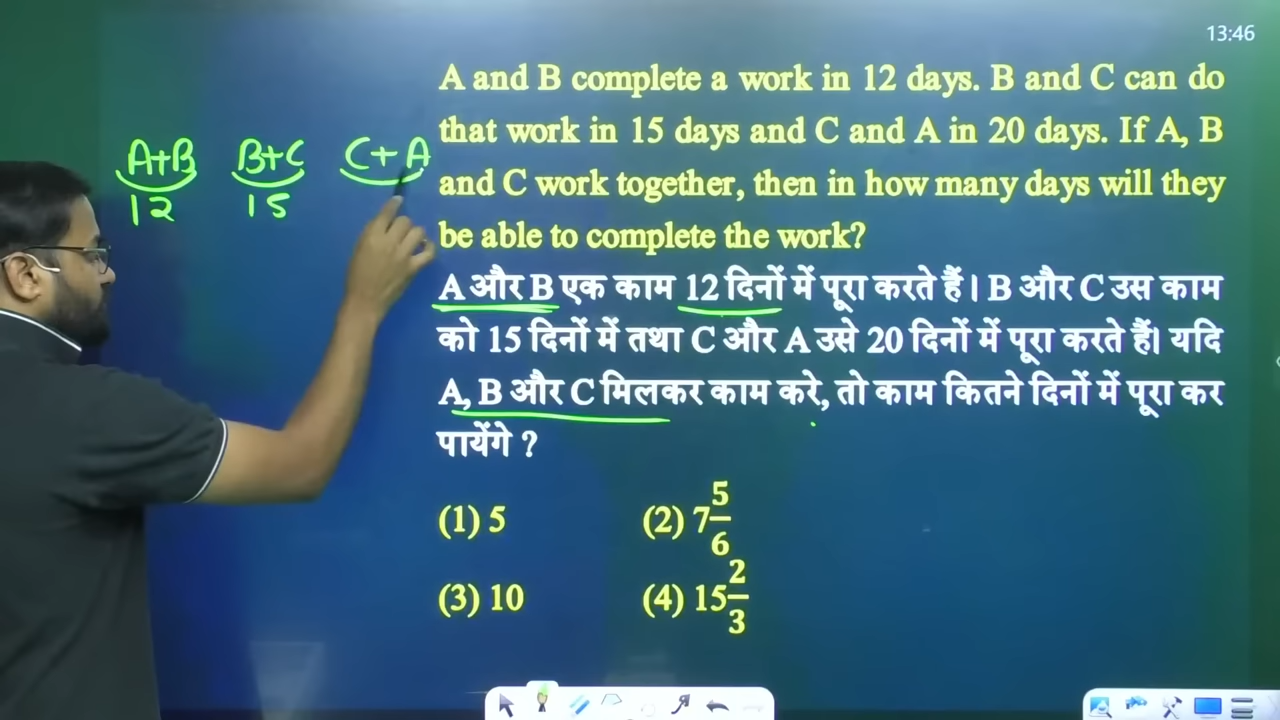 13:46
A and B complete a work in 12 days. B and C can do
that work in 15 days and C and A in 20 days. If A, B
and C work together, then in how many days will they
be able to complete the work?
A और B एक काम 12 दिनों में पूरा करते हैं। B और C उस काम
को 15 दिनों में तथा C और A उसे 20 दिनों में पूरा करते हैं। यदि
A, B और C मिलकर काम करे, तो काम कितने दिनों में पूरा कर
पायेंगे ?
(1) 5 (2) 7 5/6
(3) 10 (4) 15 2/3
A+B B+C C+A
12 15